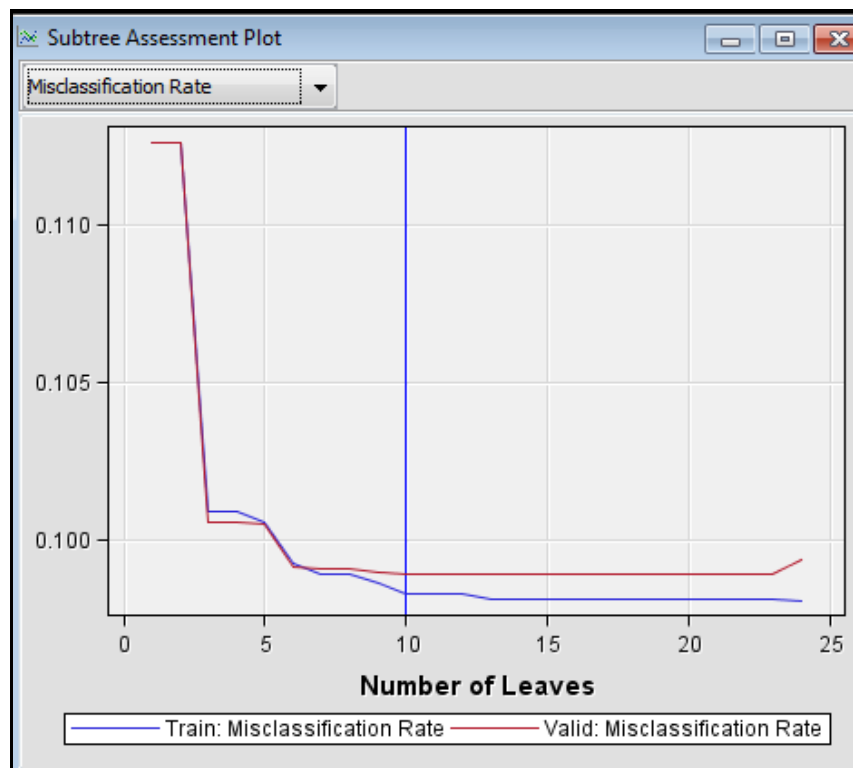 Subtree Assessment Plot
Misclassification Rate
0.110
0.105
0.100
0 5 10 15 20 25
Number of Leaves
Train: Misclassification Rate Valid: Misclassification Rate